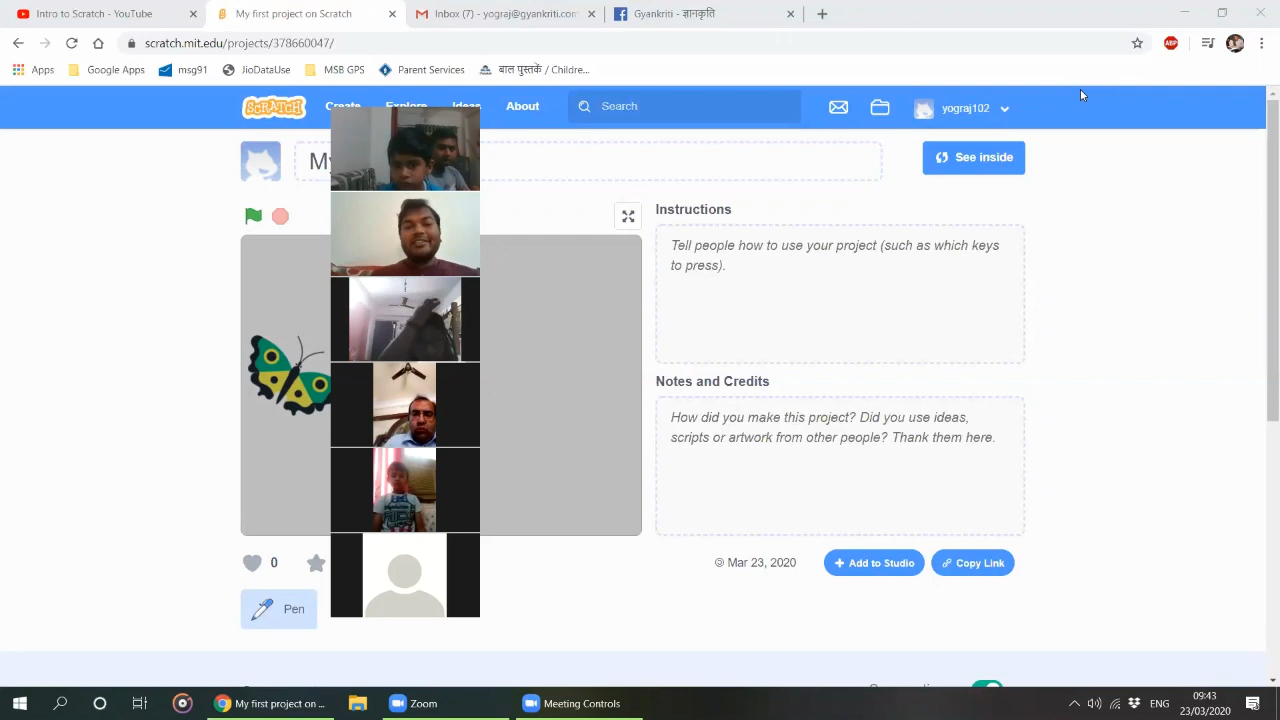 Intro to Scratch - YouTube
My first project on Scratch
Inbox (7) - yograj@gyankriti.com
Gyankriti - ज्ञानकृति
scratch.mit.edu/projects/378660047/
ABP
Apps
Google Apps
msg91
JioDataUse
MSB GPS
Parent Services
बाल पुस्तकं / Childre...
SCRATCH
Create
Explore
Ideas
About
Search
yograj102
My
See inside
Instructions
Tell people how to use your project (such as which keys
to press).
Notes and Credits
How did you make this project? Did you use ideas,
scripts or artwork from other people? Thank them here.
0
© Mar 23, 2020
Add to Studio
Copy Link
Pen
My first project on ...
Zoom
Meeting Controls
ENG
09:43
23/03/2020